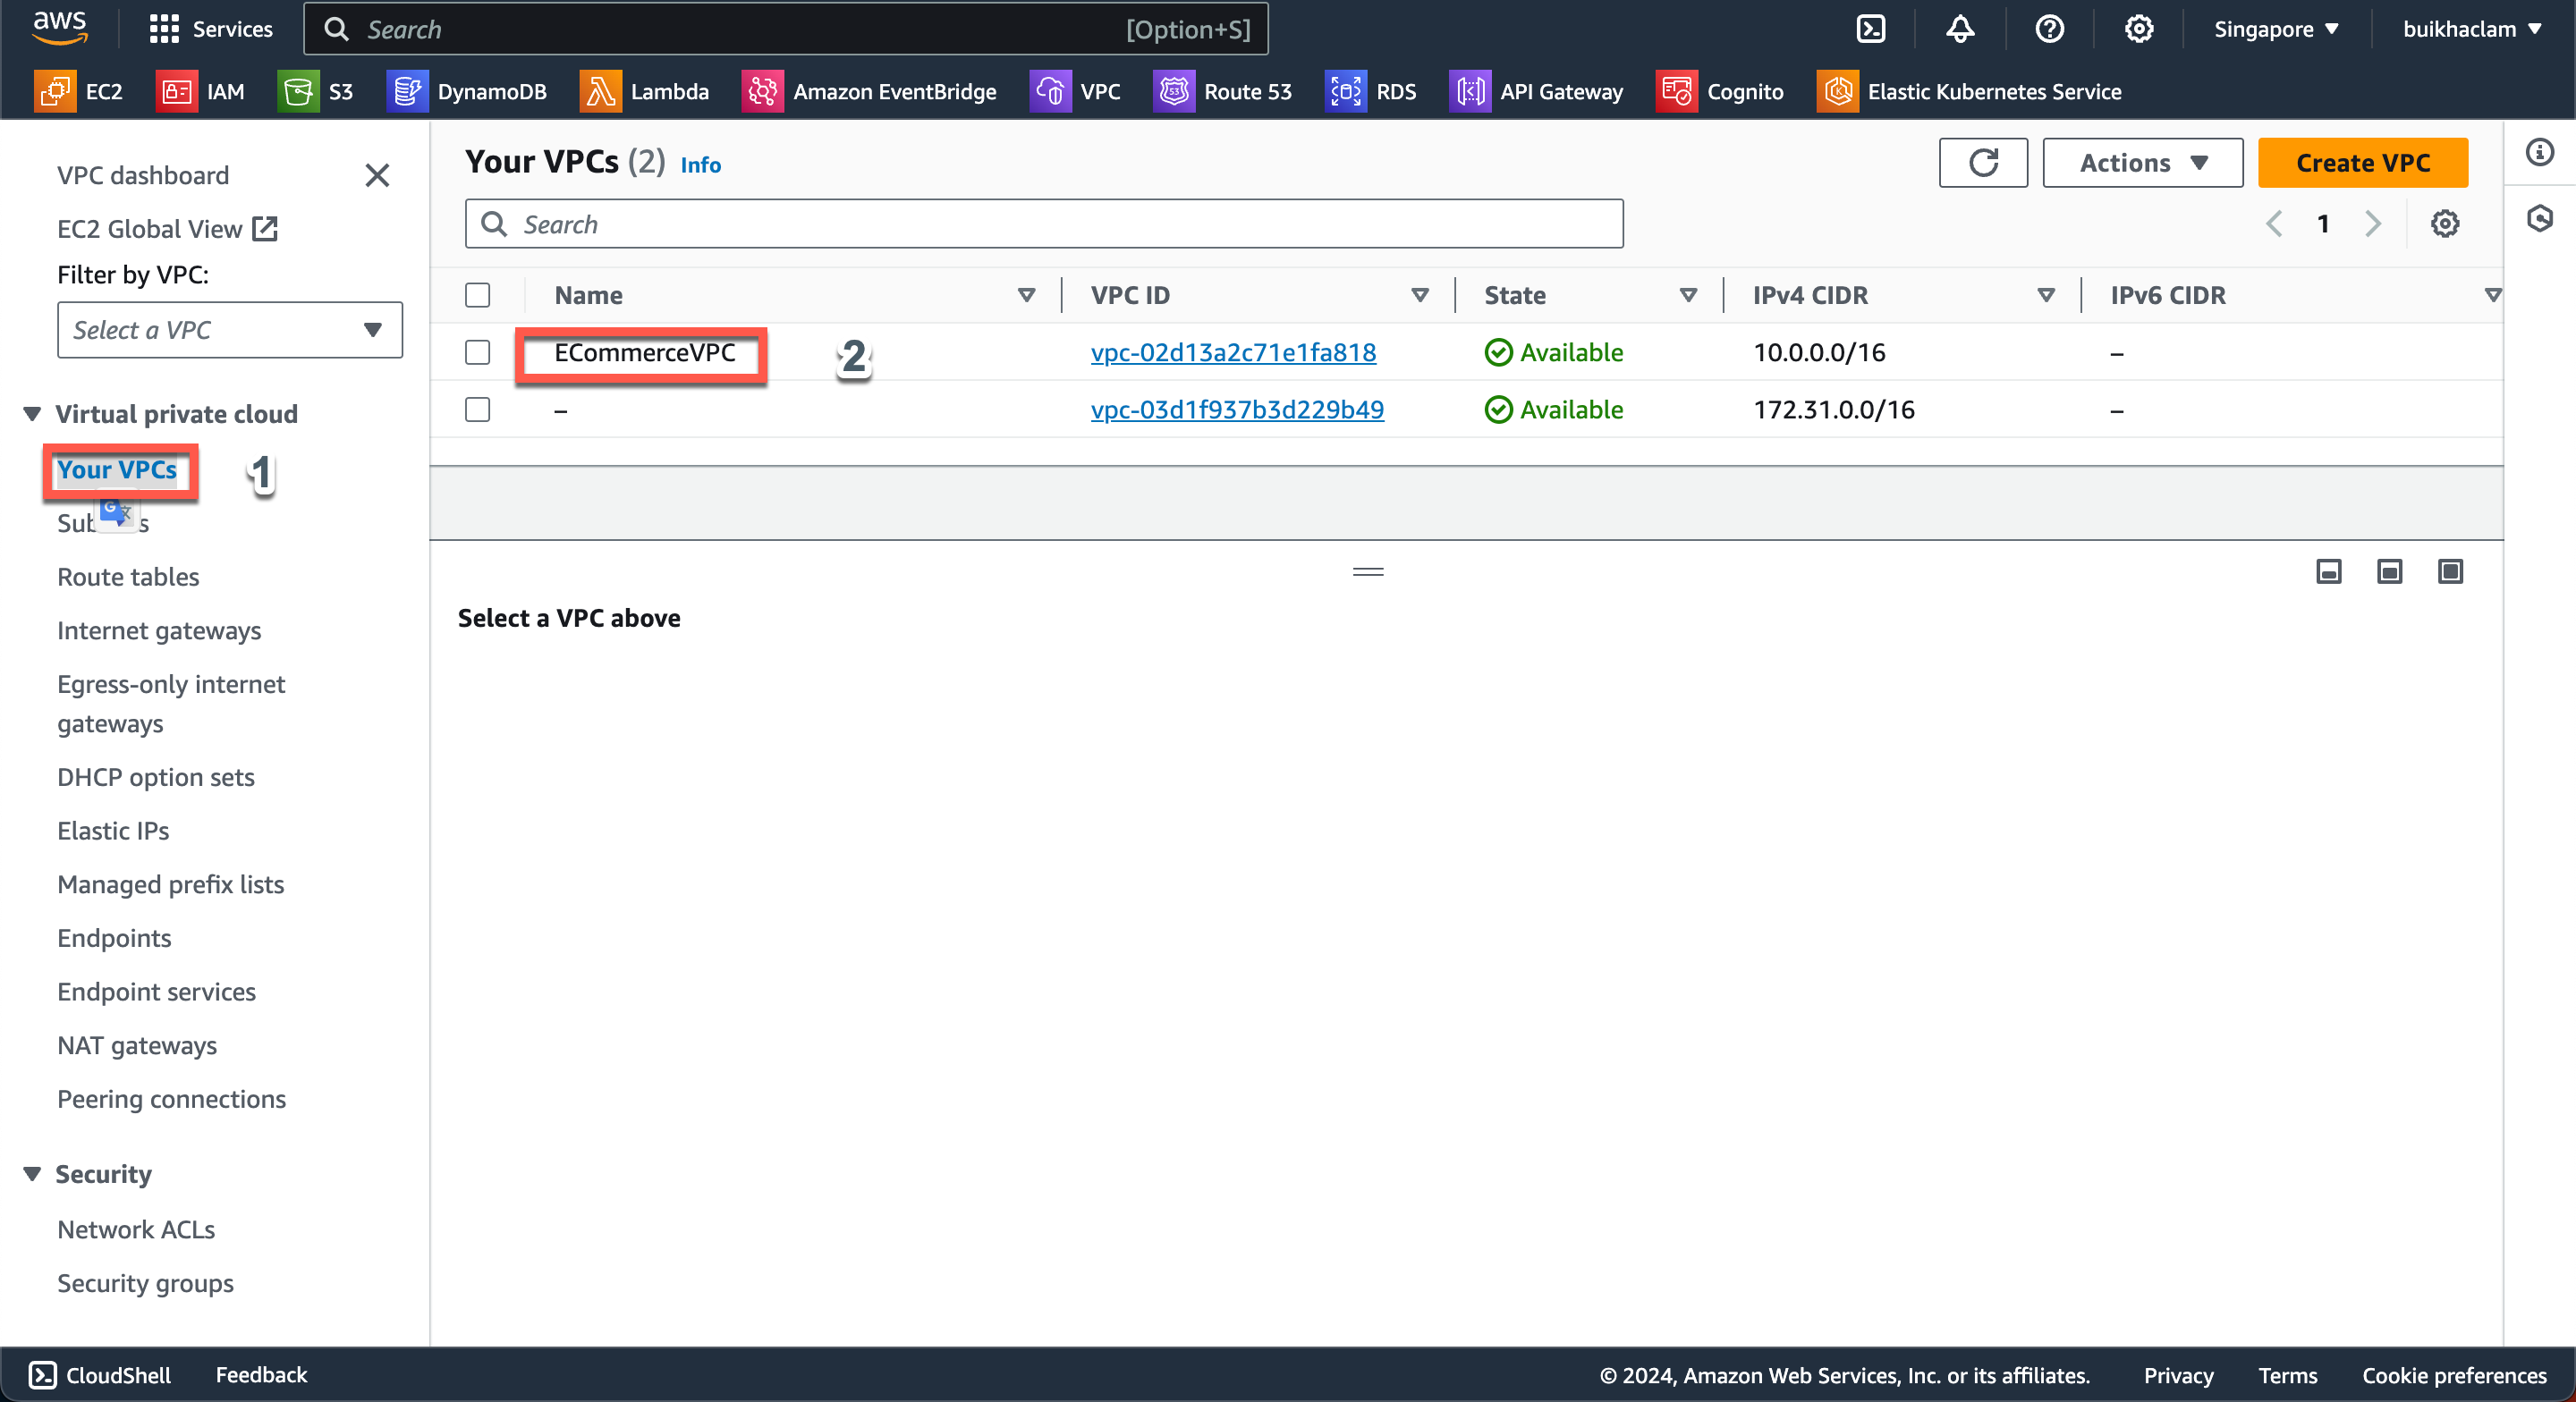 aws
Services
Search
[Option+S]
Singapore
buikhaclam
EC2
IAM
S3
DynamoDB
Lambda
Amazon EventBridge
VPC
Route 53
RDS
API Gateway
Cognito
Elastic Kubernetes Service
VPC dashboard
EC2 Global View
Filter by VPC:
Select a VPC
Virtual private cloud
Your VPCs
1
Route tables
Internet gateways
Egress-only internet
gateways
DHCP option sets
Elastic IPs
Managed prefix lists
Endpoints
Endpoint services
NAT gateways
Peering connections
Security
Network ACLs
Security groups
Your VPCs (2) Info
Actions
Create VPC
Search
1
Name
VPC ID
State
IPv4 CIDR
IPv6 CIDR
ECommerceVPC
2
vpc-02d13a2c71e1fa818
Available
10.0.0.0/16
–
–
vpc-03d1f937b3d229b49
Available
172.31.0.0/16
–
Select a VPC above
CloudShell
Feedback
© 2024, Amazon Web Services, Inc. or its affiliates.
Privacy
Terms
Cookie preferences